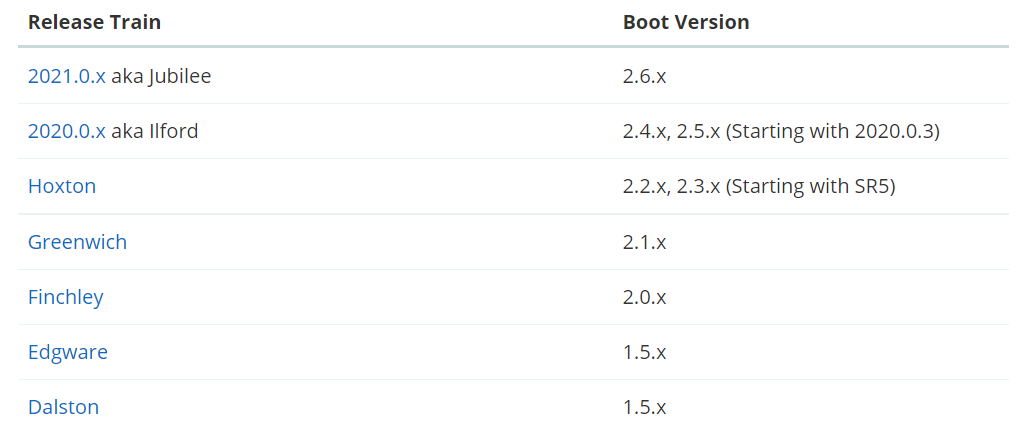 Release Train Boot Version
2021.0.x aka Jubilee 2.6.x
2020.0.x aka Ilford 2.4.x, 2.5.x (Starting with 2020.0.3)
Hoxton 2.2.x, 2.3.x (Starting with SR5)
Greenwich 2.1.x
Finchley 2.0.x
Edgware 1.5.x
Dalston 1.5.x